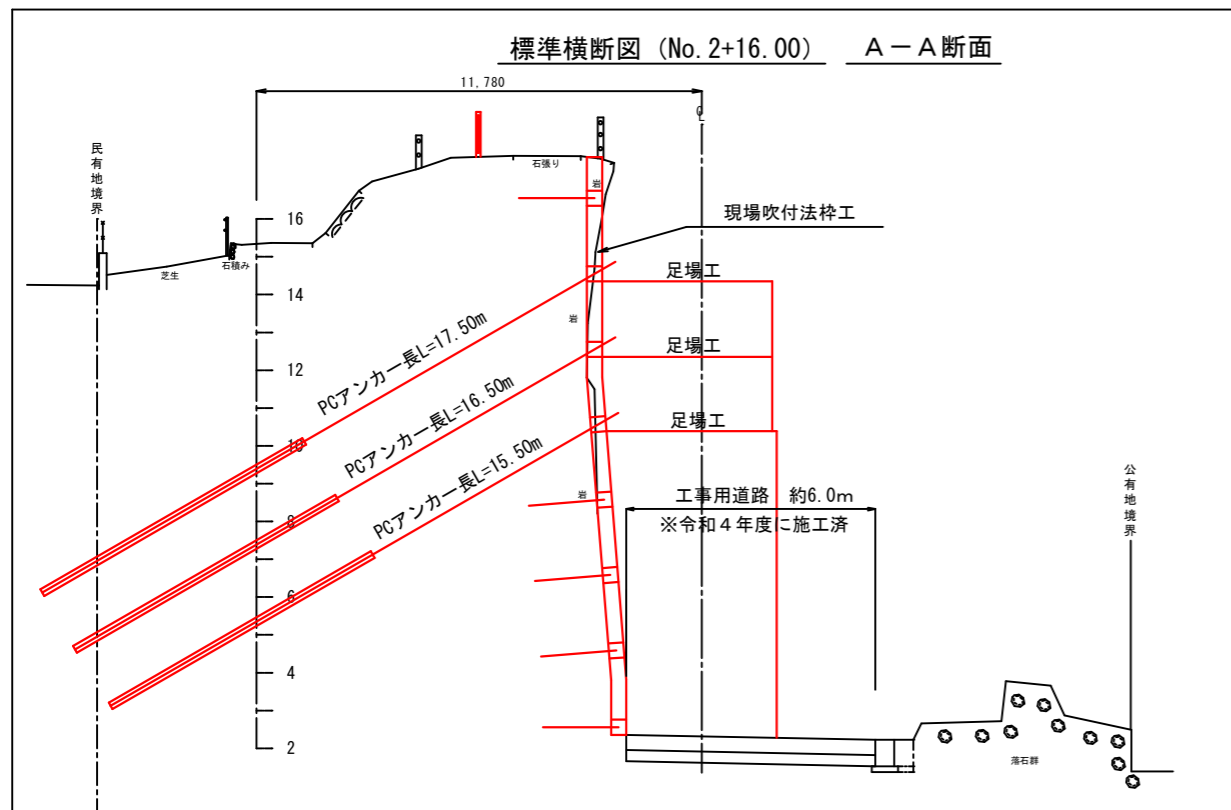 標準横断図 (No.2+16.00) A-A断面
11,780
℄
民有地境界
石張り
岩
現場吹付法枠工
16
石積み
芝生
足場工
14
岩
PCアンカー長L=17.50m
足場工
12
PCアンカー長L=16.50m
足場工
10
PCアンカー長L=15.50m
公有地境界
岩
工事用道路 約6.0m
8
※令和4年度に施工済
6
4
2
落石群